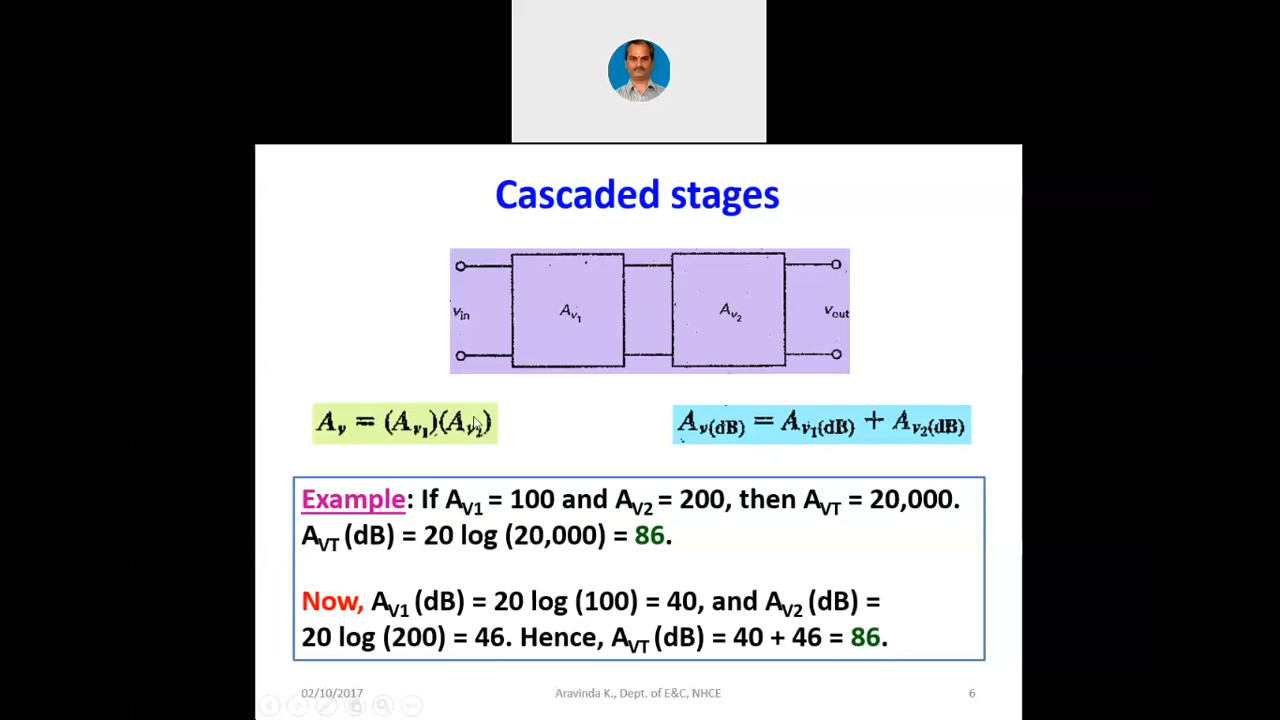 Cascaded stages
vin Av1 Av2 vout
Av = (Av1)(Av2)
Av(dB) = Av1(dB) + Av2(dB)
Example: If AV1 = 100 and AV2 = 200, then AVT = 20,000.
AVT (dB) = 20 log (20,000) = 86.
Now, AV1 (dB) = 20 log (100) = 40, and AV2 (dB) =
20 log (200) = 46. Hence, AVT (dB) = 40 + 46 = 86.
02/10/2017 Aravinda K., Dept. of E&C, NHCE 6